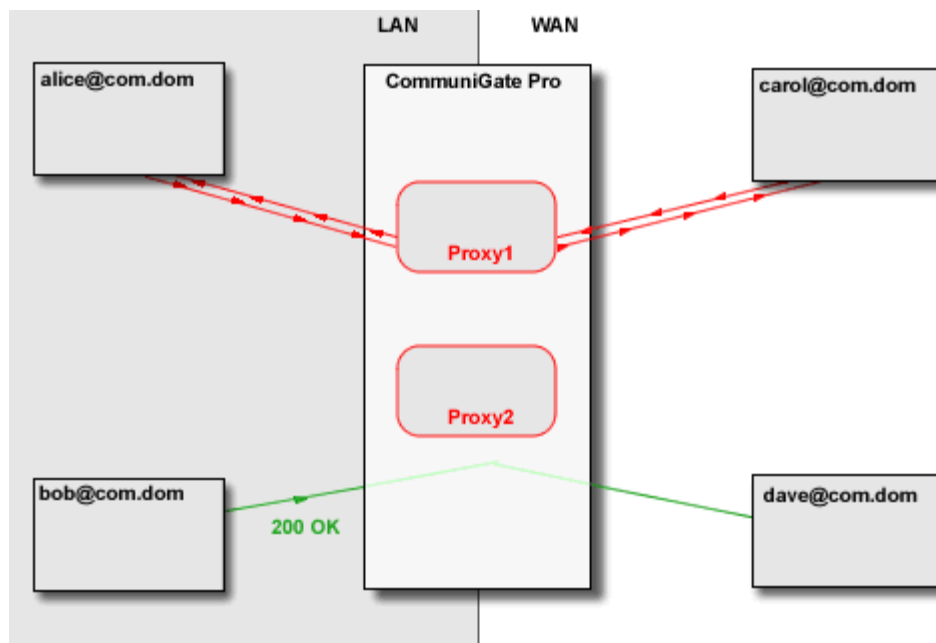 LAN
WAN
alice@com.dom
CommuniGate Pro
carol@com.dom
Proxy1
Proxy2
bob@com.dom
dave@com.dom
200 OK